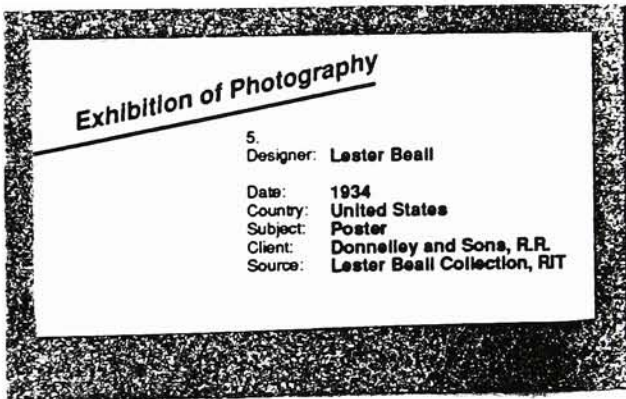 Exhibition of Photography
5.
Designer: Lester Beall
Date: 1934
Country: United States
Subject: Poster
Client: Donnelley and Sons, R.R.
Source: Lester Beall Collection, RIT